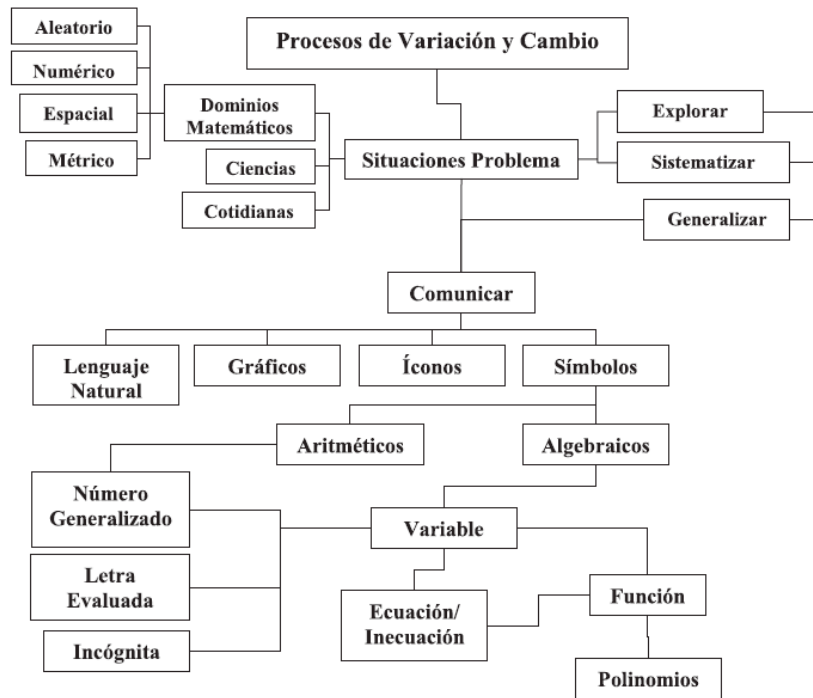 Procesos de Variación y Cambio
Aleatorio
Numérico
Espacial
Métrico
Dominios
Matemáticos
Ciencias
Cotidianas
Situaciones Problema
Explorar
Sistematizar
Generalizar
Comunicar
Lenguaje
Natural
Gráficos
Íconos
Símbolos
Aritméticos
Algebraicos
Número
Generalizado
Letra
Evaluada
Incógnita
Variable
Ecuación/
Inecuación
Función
Polinomios